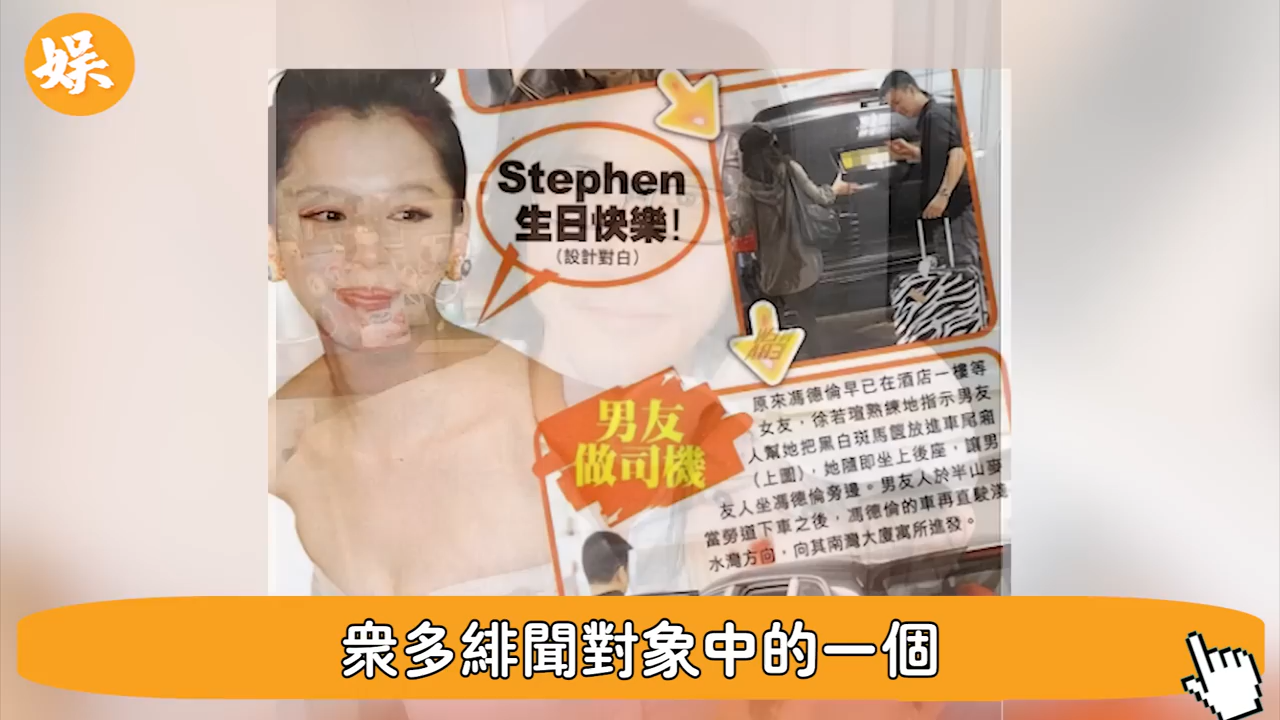 娱
Stephen
生日快樂!
(設計對白)
男友
做司機
原來馮德倫早已在酒店一樓等
女友，徐若瑄熟練地指示男友
人幫她把黑白斑馬篋放進車尾廂
(上圖)，她隨即坐上後座，讓男
友人坐馮德倫旁邊。男友人於半山麥
當勞道下車之後，馮德倫的車再直駛淺
水灣方向，向其南灣大廈寓所進發。
衆多緋聞對象中的一個